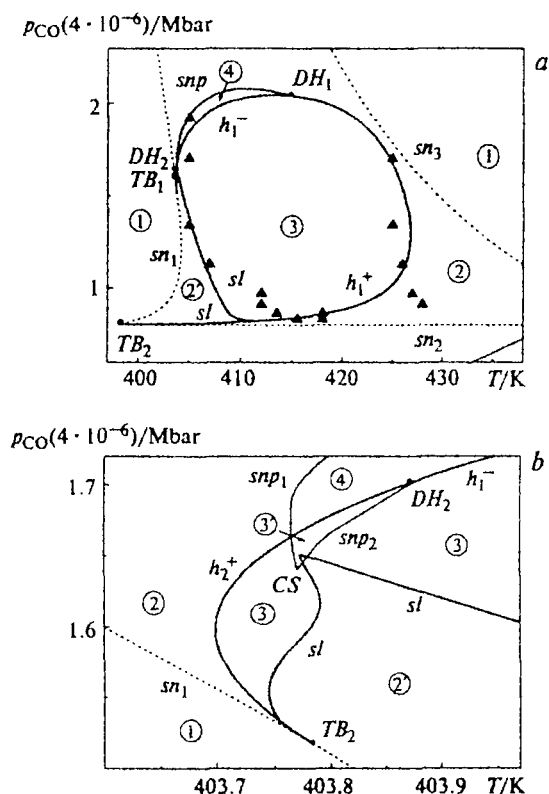 p_CO(4 · 10⁻⁶)/Mbar
a
snp
④
DH₁
2
h₁⁻
sn₃
①
DH₂
TB₁
①
③
sn₁
sl
h₁⁺
②
1
②′
sl
TB₂
sn₂
400
410
420
430
T/K
p_CO(4 · 10⁻⁶)/Mbar
b
1.7
snp₁
④
h₁⁻
DH₂
③′
snp₂
③
h₂⁺
CS
②
③
sl
1.6
sl
sn₁
②′
①
TB₂
403.7
403.8
403.9
T/K